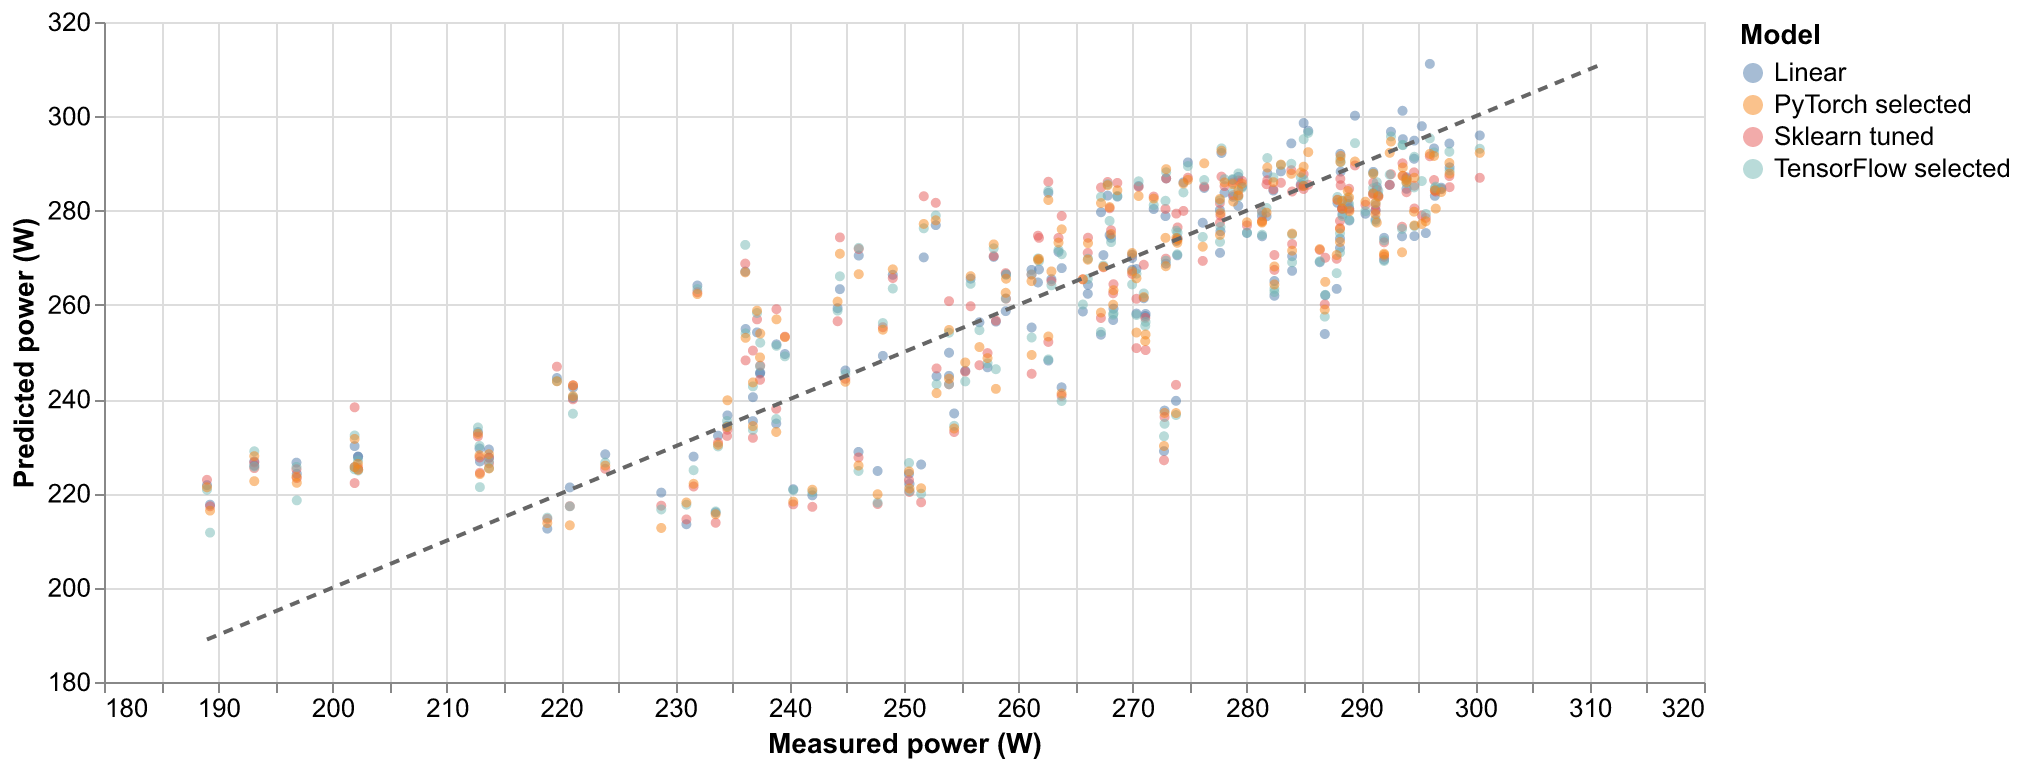 320
300
280
260
240
220
200
180
Predicted power (W)
180 190 200 210 220 230 240 250 260 270 280 290 300 310 320
Measured power (W)
Model
Linear
PyTorch selected
Sklearn tuned
TensorFlow selected